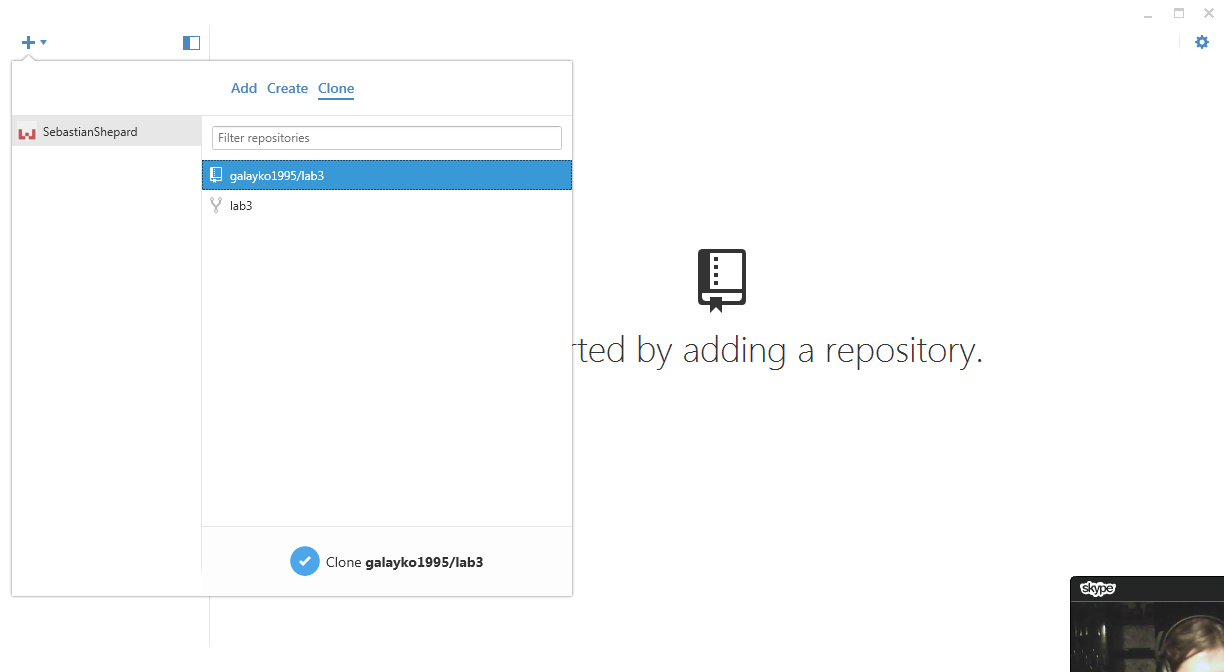 Add Create Clone
SebastianShepard
Filter repositories
galayko1995/lab3
lab3
rted by adding a repository.
Clone galayko1995/lab3
skype